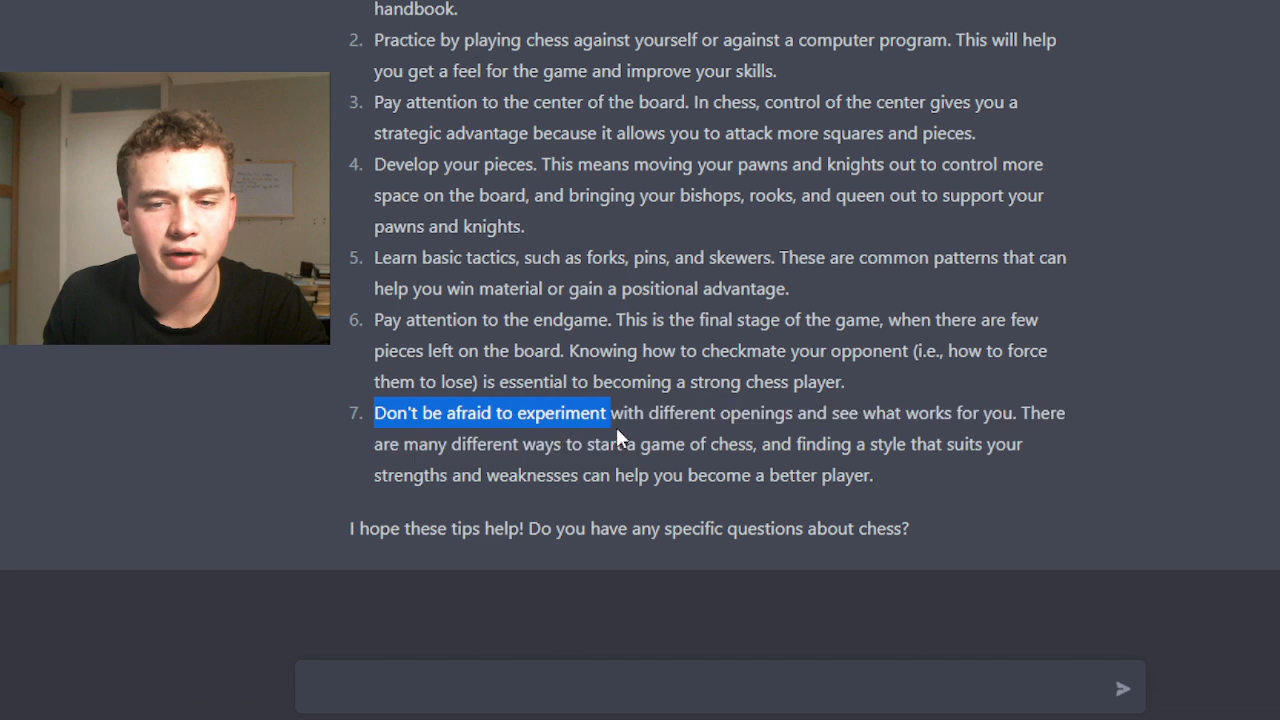 handbook.
2. Practice by playing chess against yourself or against a computer program. This will help
you get a feel for the game and improve your skills.
3. Pay attention to the center of the board. In chess, control of the center gives you a
strategic advantage because it allows you to attack more squares and pieces.
4. Develop your pieces. This means moving your pawns and knights out to control more
space on the board, and bringing your bishops, rooks, and queen out to support your
pawns and knights.
5. Learn basic tactics, such as forks, pins, and skewers. These are common patterns that can
help you win material or gain a positional advantage.
6. Pay attention to the endgame. This is the final stage of the game, when there are few
pieces left on the board. Knowing how to checkmate your opponent (i.e., how to force
them to lose) is essential to becoming a strong chess player.
7. Don't be afraid to experiment with different openings and see what works for you. There
are many different ways to start a game of chess, and finding a style that suits your
strengths and weaknesses can help you become a better player.
I hope these tips help! Do you have any specific questions about chess?